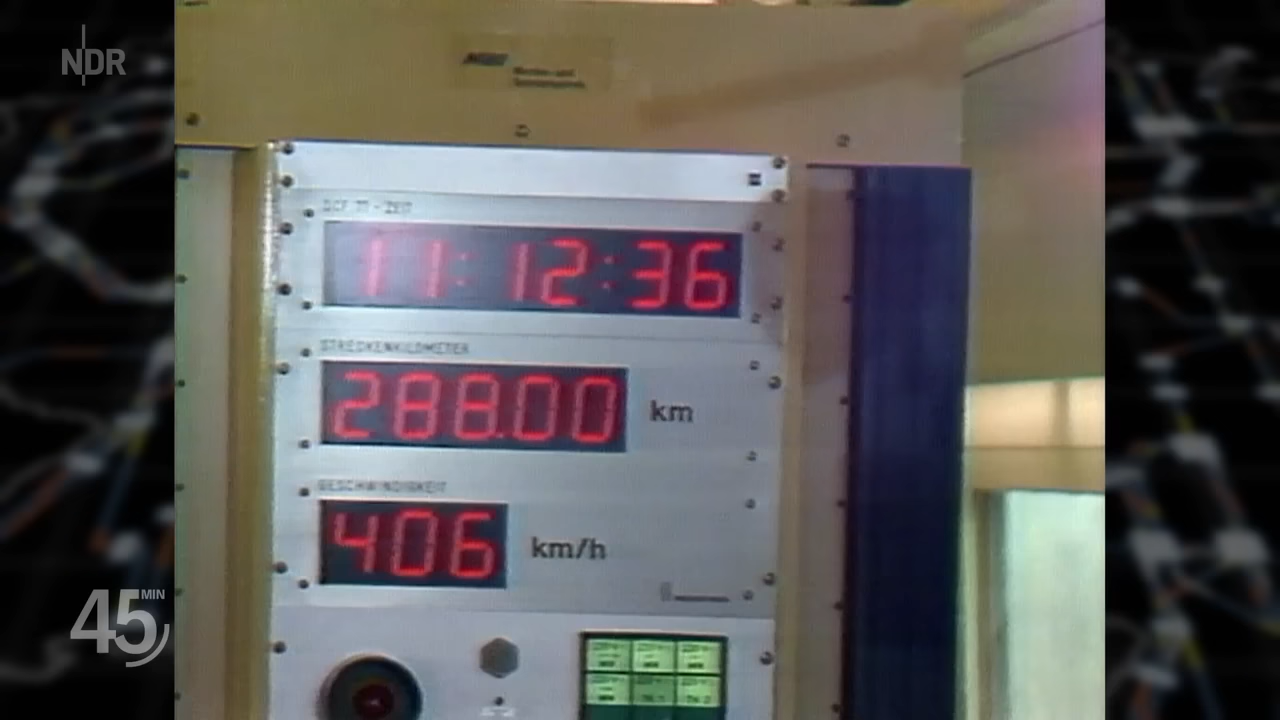 NDR
DCF 77 - ZEIT
11:12:36
STRECKENKILOMETER
288.00 km
GESCHWINDIGKEIT
406 km/h
45 MIN